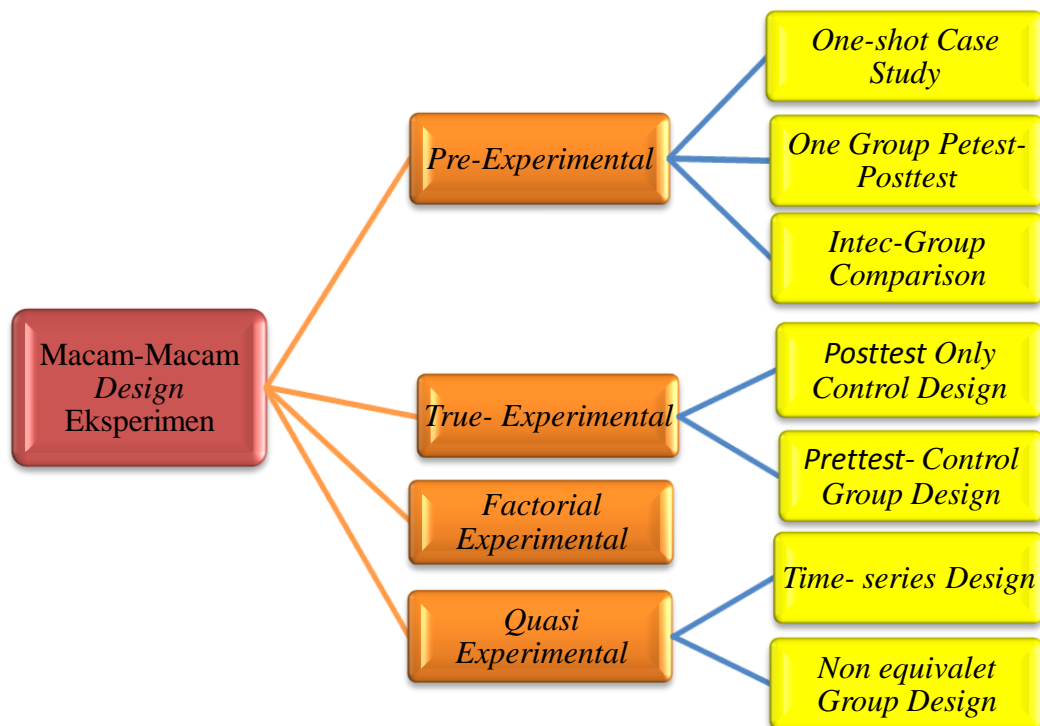 One-shot Case
Study
Pre-Experimental
One Group Petest-
Posttest
Intec-Group
Comparison
Macam-Macam
Design
Eksperimen
Posttest Only
Control Design
True- Experimental
Prettest- Control
Group Design
Factorial
Experimental
Time- series Design
Quasi
Experimental
Non equivalet
Group Design